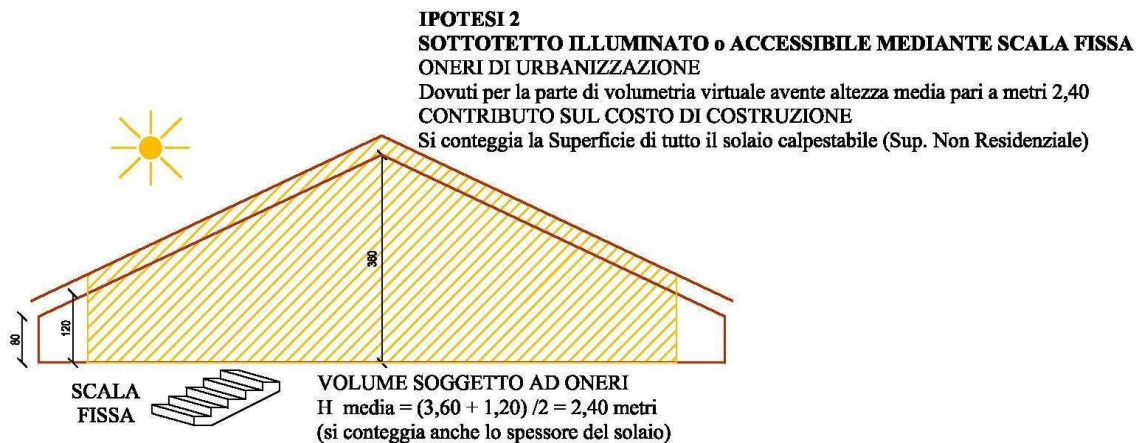 IPOTESI 2
SOTTOTETTO ILLUMINATO o ACCESSIBILE MEDIANTE SCALA FISSA
ONERI DI URBANIZZAZIONE
Dovuti per la parte di volumetria virtuale avente altezza media pari a metri 2,40
CONTRIBUTO SUL COSTO DI COSTRUZIONE
Si conteggia la Superficie di tutto il solaio calpestabile (Sup. Non Residenziale)
360
120
80
SCALA
FISSA
VOLUME SOGGETTO AD ONERI
H media = (3,60 + 1,20) /2 = 2,40 metri
(si conteggia anche lo spessore del solaio)